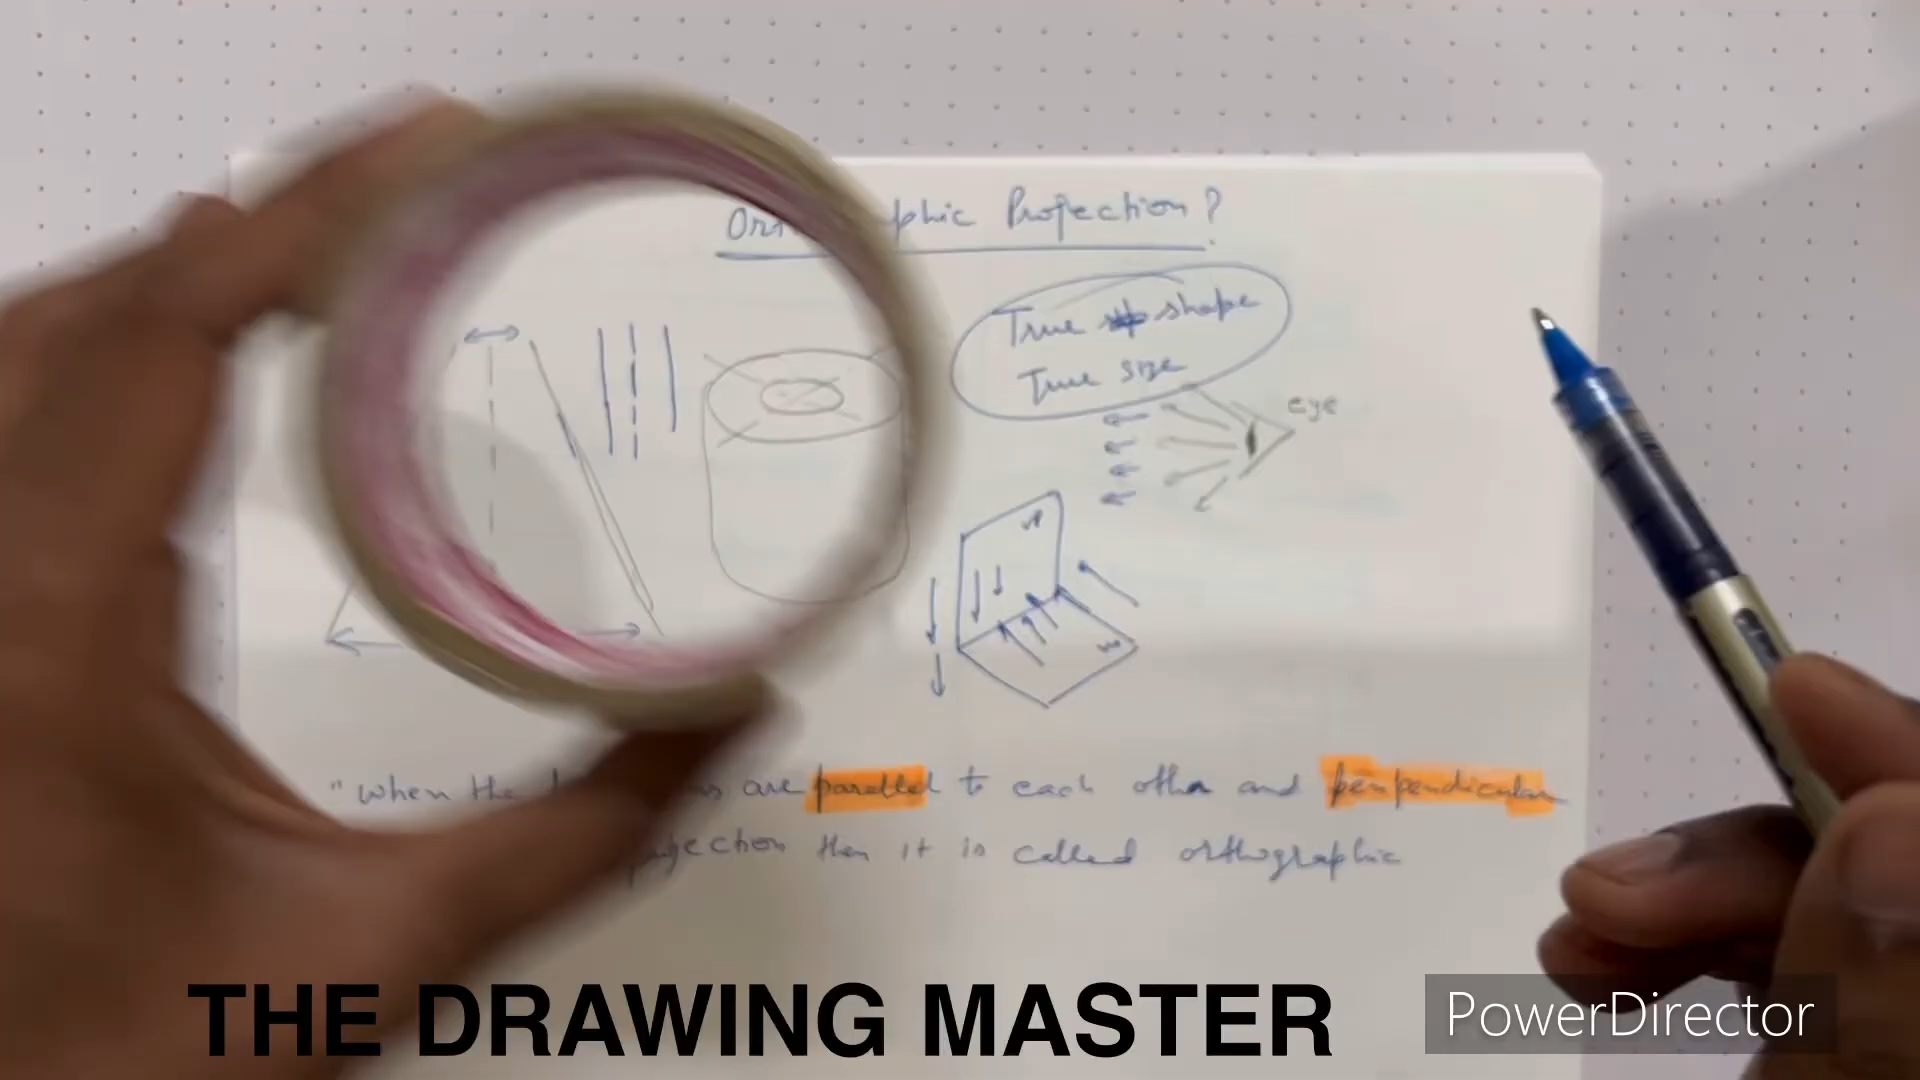 phic Projection?
True shape
True size
eye
VP
"when the are parallel to each other and perpendicular
then it is called orthographic
THE DRAWING MASTER
PowerDirector